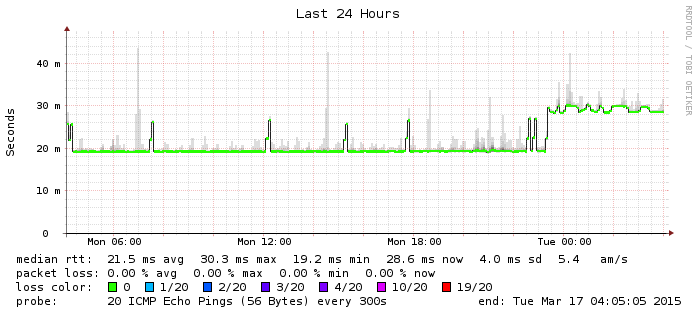 Last 24 Hours
RRDTOOL / TOBI OETIKER
Seconds
40 m
30 m
20 m
10 m
0
Mon 06:00 Mon 12:00 Mon 18:00 Tue 00:00
median rtt: 21.5 ms avg 30.3 ms max 19.2 ms min 28.6 ms now 4.0 ms sd 5.4 am/s
packet loss: 0.00 % avg 0.00 % max 0.00 % min 0.00 % now
loss color: 0 1/20 2/20 3/20 4/20 10/20 19/20
probe: 20 ICMP Echo Pings (56 Bytes) every 300s end: Tue Mar 17 04:05:05 2015